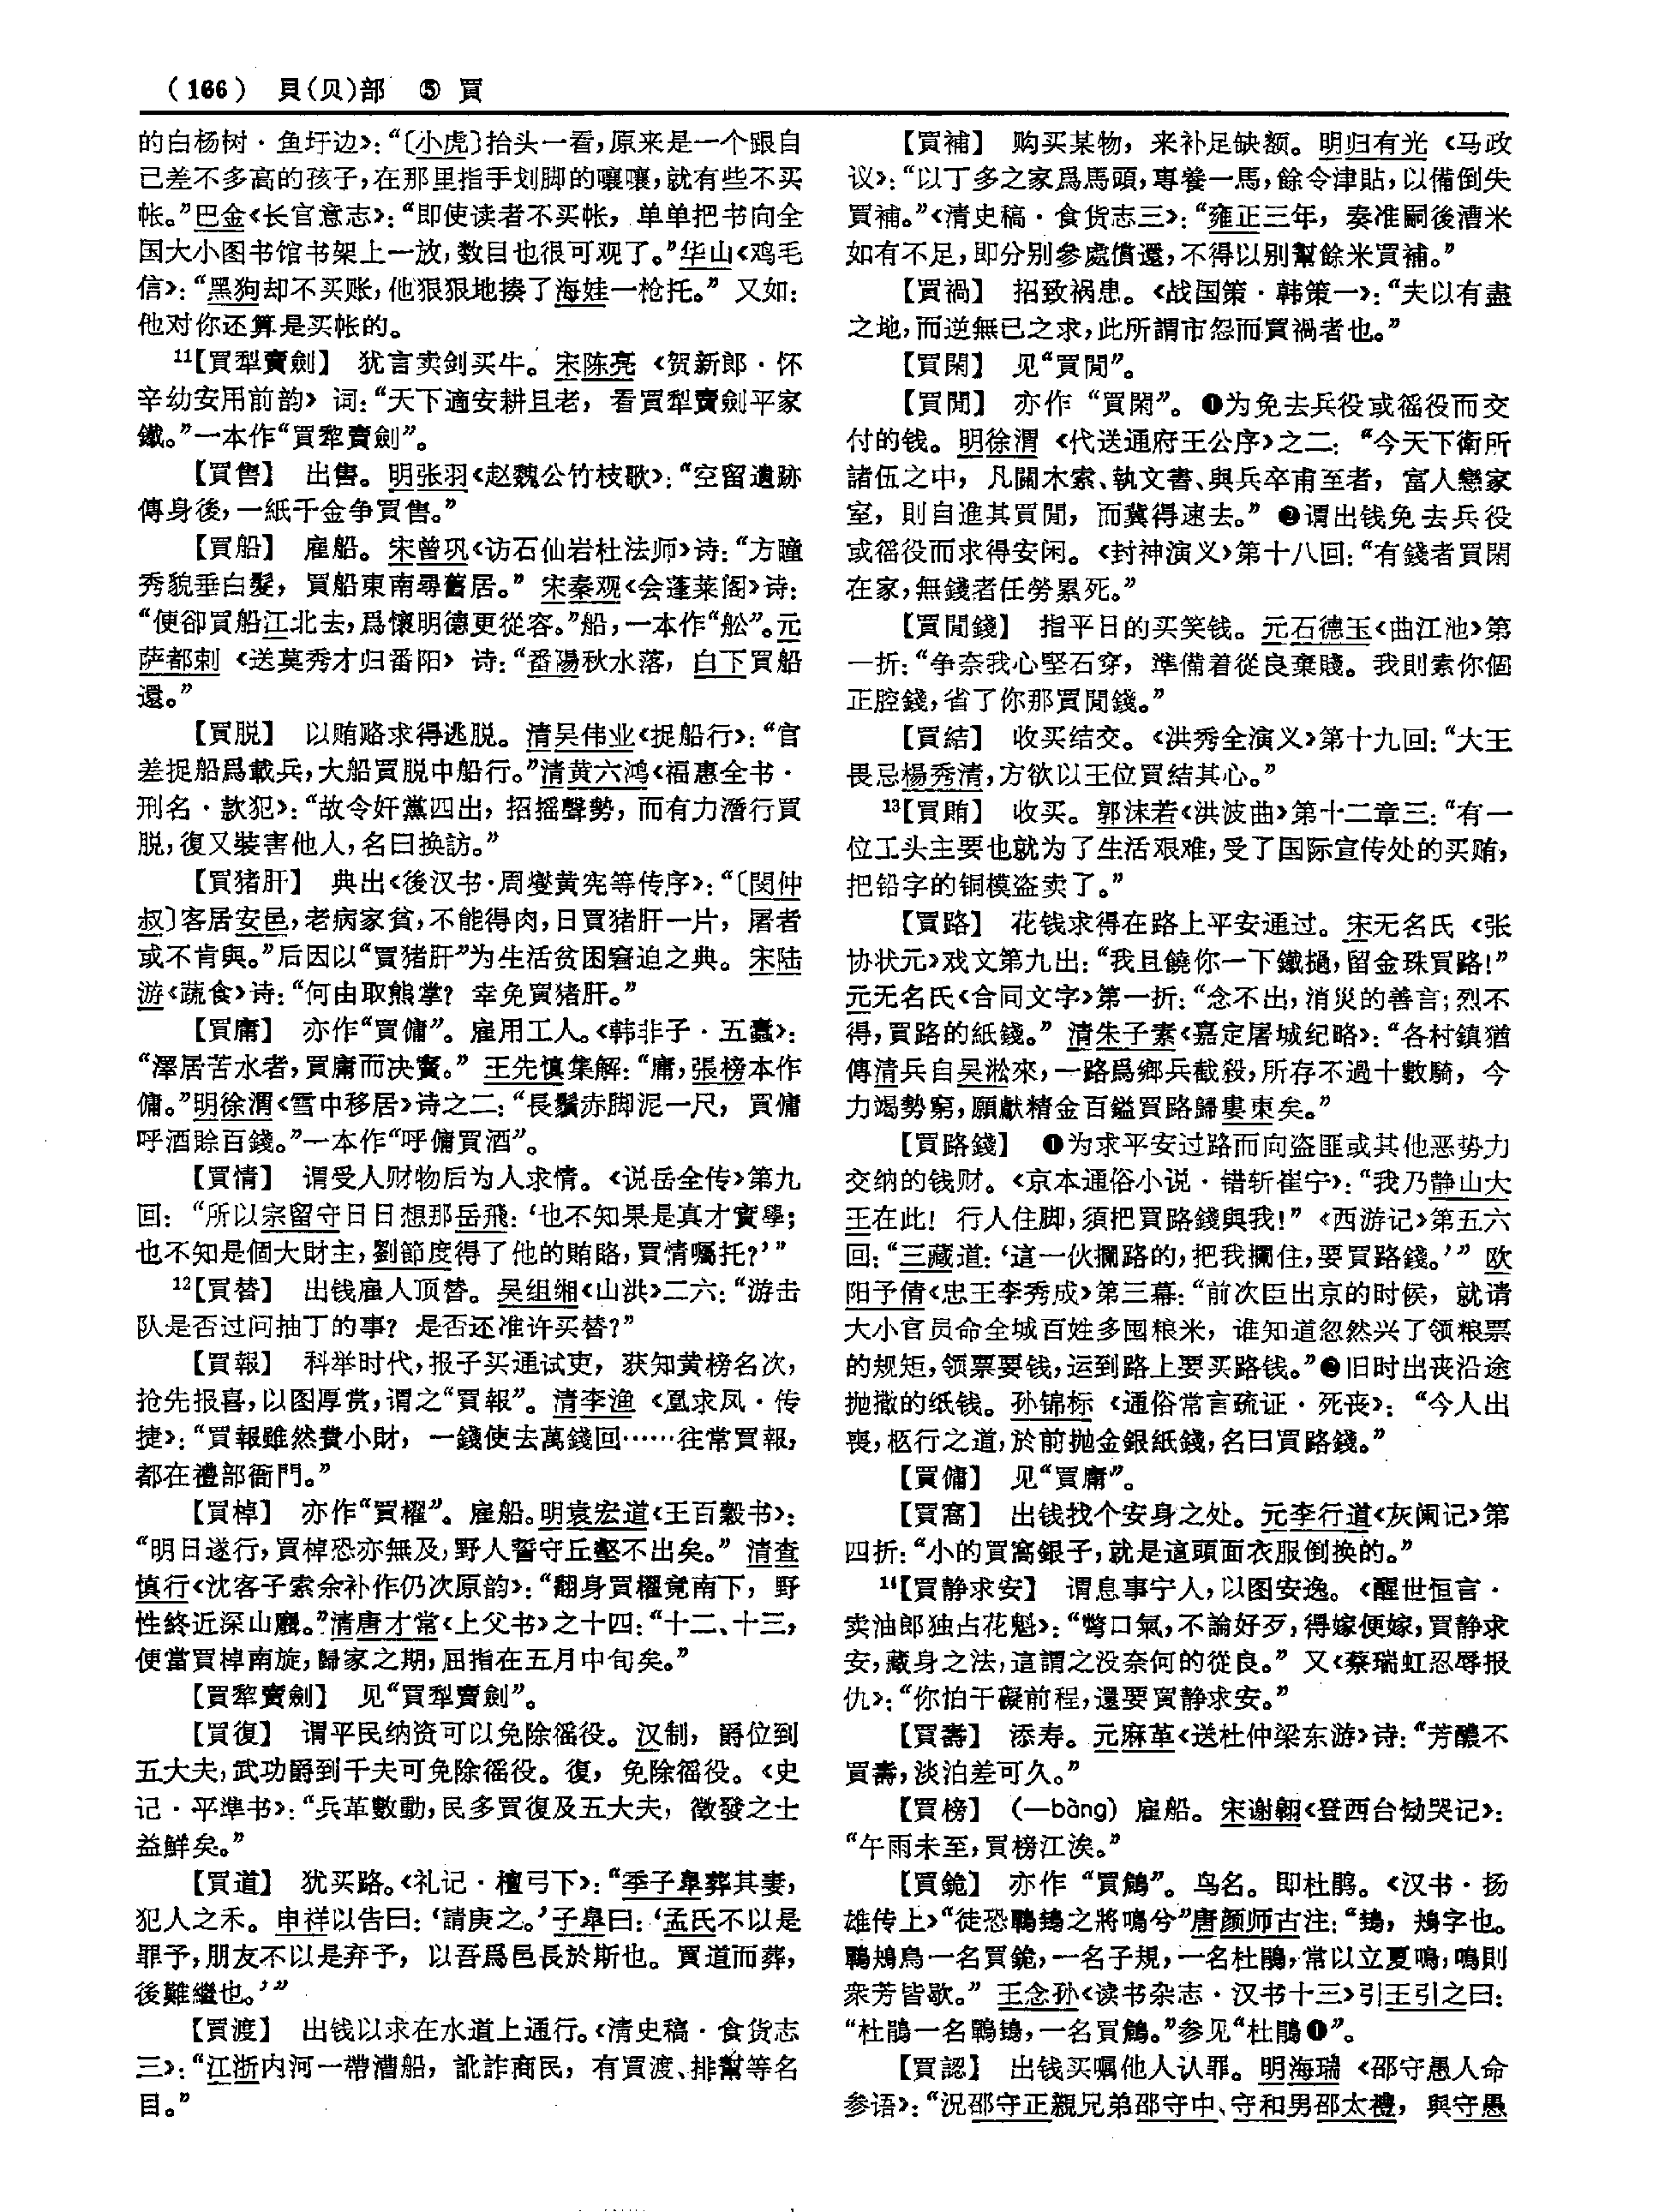 （166） 貝(贝)部 ⑤ 買
的白杨树·鱼圩边》：“〔小虎〕抬头一看，原来是一个跟自
己差不多高的孩子，在那里指手划脚的嚷嚷，就有些不买
帐。”巴金《长官意志》：“即使读者不买帐，单单把书向全
国大小图书馆书架上一放，数目也很可观了。”华山《鸡毛
信》：“黑狗却不买账，他狠狠地揍了海娃一枪托。”又如：
他对你还算是买帐的。
11【買犁賣劍】 犹言卖剑买牛。宋陈亮《贺新郎·怀
辛幼安用前韵》词：“天下適安耕且老，看買犁賣劍平家
鐵。”一本作“買犂賣劍”。
【買售】 出售。明张羽《赵魏公竹枝歌》：“空留遺跡
傳身後，一紙千金争買售。”
【買船】 雇船。宋曾巩《访石仙岩杜法师》诗：“方瞳
秀貌垂白髮，買船東南尋舊居。”宋秦观《会蓬莱阁》诗：
“便卻買船江北去，爲懷明德更從容。”船，一本作“舩”。元
萨都剌《送莫秀才归番阳》诗：“番陽秋水落，白下買船
還。”
【買脱】 以贿赂求得逃脱。清吴伟业《捉船行》：“官
差捉船爲載兵，大船買脱中船行。”清黄六鸿《福惠全书·
刑名·款犯》：“故令奸黨四出，招摇聲勢，而有力潛行買
脱，復又裝害他人，名曰换訪。”
【買猪肝】 典出《後汉书·周燮黄宪等传序》：“〔閔仲
叔〕客居安邑，老病家貧，不能得肉，日買猪肝一片，屠者
或不肯與。”后因以“買猪肝”为生活贫困窘迫之典。宋陆
游《蔬食》诗：“何由取熊掌？幸免買猪肝。”
【買庸】 亦作“買傭”。雇用工人。《韩非子·五蠹》：
“澤居苦水者，買庸而決竇。”王先慎集解：“庸，張榜本作
傭。”明徐渭《雪中移居》诗之二：“長鬚赤脚泥一尺，買傭
呼酒賒百錢。”一本作“呼傭買酒”。
【買情】 谓受人财物后为人求情。《说岳全传》第九
回：“所以宗留守日日想那岳飛：‘也不知果是真才實學；
也不知是個大財主，劉節度得了他的賄賂，買情囑托？’”
12【買替】 出钱雇人顶替。吴组缃《山洪》二六：“游击
队是否过问抽丁的事？是否还准许买替？”
【買報】 科举时代，报子买通试吏，获知黄榜名次，
抢先报喜，以图厚赏，谓之“買報”。清李渔《凰求凤·传
捷》：“買報雖然費小財，一錢使去萬錢回……往常買報，
都在禮部衙門。”
【買棹】 亦作“買櫂”。雇船。明袁宏道《王百穀书》：
“明日遂行，買棹恐亦無及，野人誓守丘壑不出矣。”清查
慎行《沈客子索余补作仍次原韵》：“翻身買櫂竟南下，野
性終近深山麕。”清唐才常《上父书》之十四：“十二、十三，
便當買棹南旋，歸家之期，屈指在五月中旬矣。”
【買犂賣劍】 见“買犁賣劍”。
【買復】 谓平民纳资可以免除徭役。汉制，爵位到
五大夫，武功爵到千夫可免除徭役。復，免除徭役。《史
记·平準书》：“兵革數動，民多買復及五大夫，徵發之士
益鮮矣。”
【買道】 犹买路。《礼记·檀弓下》：“季子皋葬其妻，
犯人之禾。申祥以告曰：‘請庚之。’子皋曰：‘孟氏不以是
罪予，朋友不以是弃予，以吾爲邑長於斯也。買道而葬，
後難繼也。’”
【買渡】 出钱以求在水道上通行。《清史稿·食货志
三》：“江浙内河一帶漕船，訛詐商民，有買渡、排幫等名
目。”
【買補】 购买某物，来补足缺额。明归有光《马政
议》：“以丁多之家爲馬頭，專養一馬，餘令津貼，以備倒失
買補。”《清史稿·食货志三》：“雍正三年，奏准嗣後漕米
如有不足，即分别參處償還，不得以别幫餘米買補。”
【買禍】 招致祸患。《战国策·韩策一》：“夫以有盡
之地，而逆無已之求，此所謂市怨而買禍者也。”
【買閑】 见“買閒”。
【買閒】 亦作“買閑”。❶为免去兵役或徭役而交
付的钱。明徐渭《代送通府王公序》之二：“今天下衛所
諸伍之中，凡關木索、執文書、與兵卒甫至者，富人戀家
室，則自進其買閒，而冀得速去。”❷谓出钱免去兵役
或徭役而求得安闲。《封神演义》第十八回：“有錢者買閑
在家，無錢者任勞累死。”
【買閒錢】 指平日的买笑钱。元石德玉《曲江池》第
一折：“争奈我心堅石穿，準備着從良棄賤。我則索你個
正腔錢，省了你那買閒錢。”
【買結】 收买结交。《洪秀全演义》第十九回：“大王
畏忌楊秀清，方欲以王位買結其心。”
13【買賄】 收买。郭沫若《洪波曲》第十二章三：“有一
位工头主要也就为了生活艰难，受了国际宣传处的买贿，
把铅字的铜模盗卖了。”
【買路】 花钱求得在路上平安通过。宋无名氏《张
协状元》戏文第九出：“我且饒你一下鐵撾，留金珠買路！”
元无名氏《合同文字》第一折：“念不出，消災的善言；烈不
得，買路的紙錢。”清朱子素《嘉定屠城纪略》：“各村鎮猶
傳清兵自吴淞來，一路爲鄉兵截殺，所存不過十數騎，今
力竭勢窮，願獻精金百鎰買路歸婁東矣。”
【買路錢】 ❶为求平安过路而向盗匪或其他恶势力
交纳的钱财。《京本通俗小说·错斩崔宁》：“我乃静山大
王在此！行人住脚，須把買路錢與我！”《西游记》第五六
回：“三藏道：‘這一伙攔路的，把我攔住，要買路錢。’”欧
阳予倩《忠王李秀成》第三幕：“前次臣出京的时侯，就请
大小官员命全城百姓多囤粮米，谁知道忽然兴了领粮票
的规矩，领票要钱，运到路上要买路钱。”❷旧时出丧沿途
抛撒的纸钱。孙锦标《通俗常言疏证·死丧》：“今人出
喪，柩行之道，於前抛金銀紙錢，名曰買路錢。”
【買傭】 见“買庸”。
【買窩】 出钱找个安身之处。元李行道《灰阑记》第
四折：“小的買窩銀子，就是這頭面衣服倒换的。”
14【買静求安】 谓息事宁人，以图安逸。《醒世恒言·
卖油郎独占花魁》：“彆口氣，不論好歹，得嫁便嫁，買静求
安，藏身之法，這謂之没奈何的從良。”又《蔡瑞虹忍辱报
仇》：“你怕干礙前程，還要買静求安。”
【買壽】 添寿。元麻革《送杜仲梁东游》诗：“芳醲不
買壽，淡泊差可久。”
【買榜】 （—bàng）雇船。宋谢翱《登西台恸哭记》：
“午雨未至，買榜江涘。”
【買鵤】 亦作“買鵤”。鸟名。即杜鹃。《汉书·扬
雄传上》“徒恐鷤䳏之將鳴兮”唐颜师古注：“䳏，鴂字也。
鷤鴂鳥一名買鵤，一名子規，一名杜鵑，常以立夏鳴，鳴則
衆芳皆歇。”王念孙《读书杂志·汉书十三》引王引之曰：
“杜鵑一名鷤䳏，一名買鵤。”参见“杜鵑❶”。
【買認】 出钱买嘱他人认罪。明海瑞《邵守愚人命
参语》：“况邵守正親兄弟邵守中、守和男邵太禮，與守愚